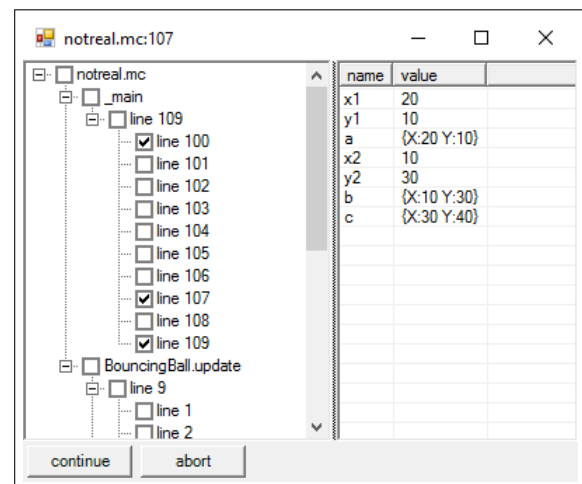 notreal.mc:107
notreal.mc
_main
line 109
line 100
line 101
line 102
line 103
line 104
line 105
line 106
line 107
line 108
line 109
BouncingBall.update
line 9
line 1
line 2
name value
x1 20
y1 10
a {X:20 Y:10}
x2 10
y2 30
b {X:10 Y:30}
c {X:30 Y:40}
continue abort